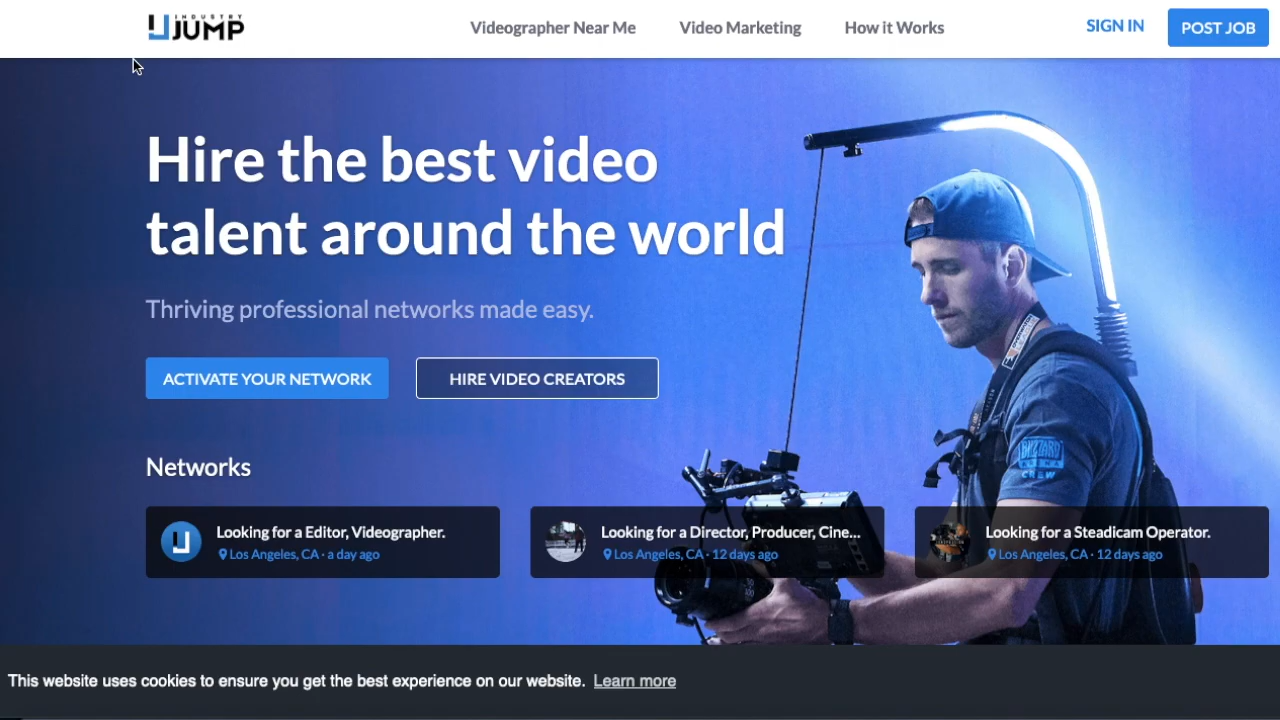 INDUSTRY
JUMP
Videographer Near Me
Video Marketing
How it Works
SIGN IN
POST JOB
Hire the best video
talent around the world
Thriving professional networks made easy.
ACTIVATE YOUR NETWORK
HIRE VIDEO CREATORS
BLIZZARD
ARENA
CREW
Networks
Looking for a Editor, Videographer.
Los Angeles, CA · a day ago
Looking for a Director, Producer, Cine...
Los Angeles, CA · 12 days ago
Looking for a Steadicam Operator.
Los Angeles, CA · 12 days ago
This website uses cookies to ensure you get the best experience on our website. Learn more